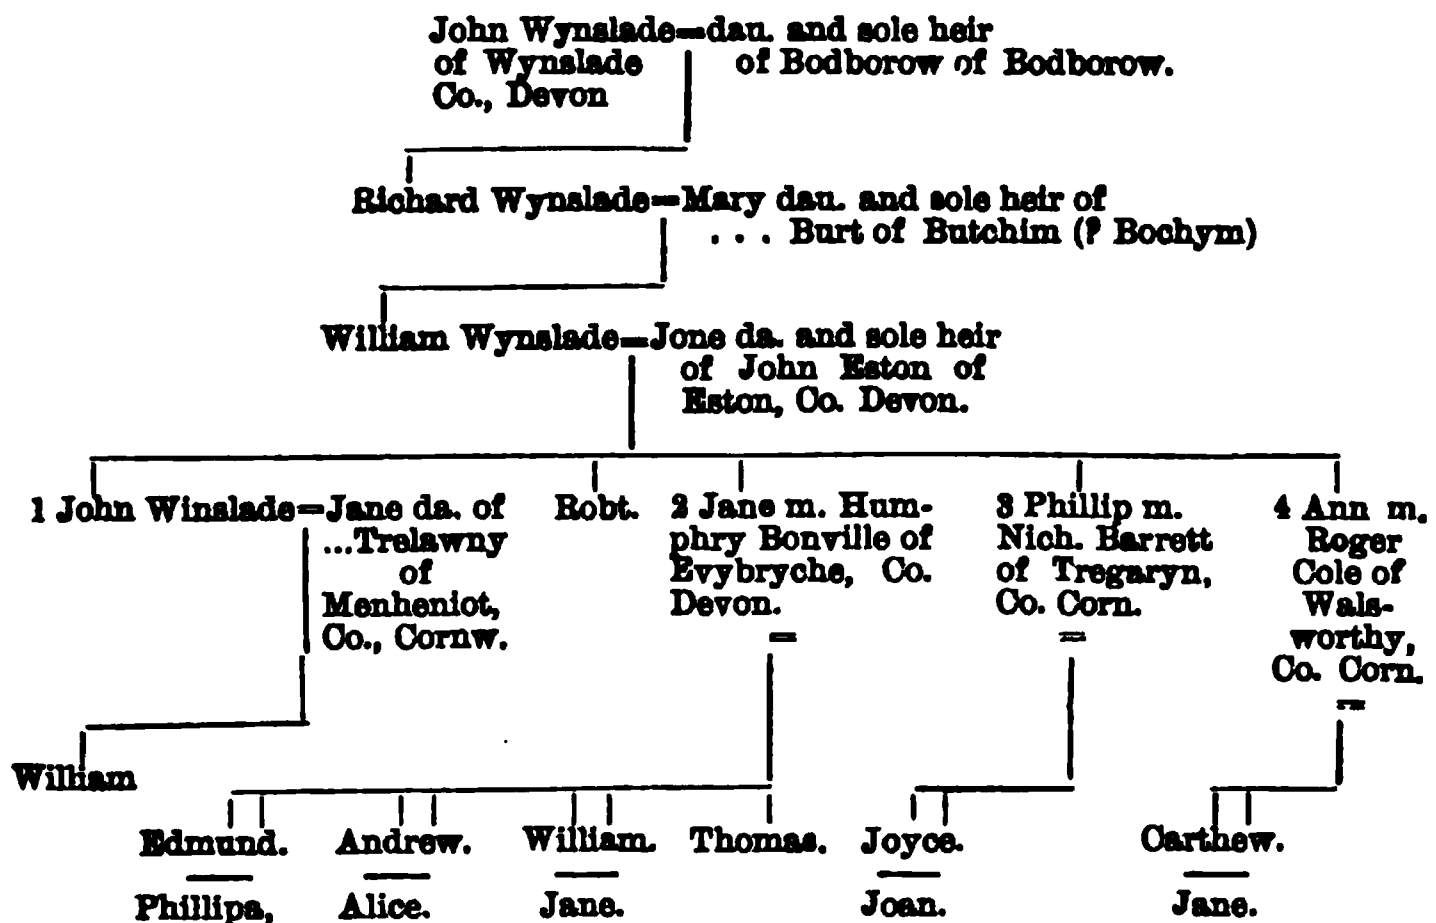 John Wynslade=dau. and sole heir
of Wynslade of Bodborow of Bodborow.
Co., Devon
Richard Wynslade=Mary dau. and sole heir of
... Burt of Butchim (? Bochym)
William Wynslade=Jone da. and sole heir
of John Eston of
Eston, Co. Devon.
1 John Winslade=Jane da. of
...Trelawny
of
Menheniot,
Co., Cornw.
Robt.
2 Jane m. Hum-
phry Bonville of
Evybryche, Co.
Devon.
=
3 Phillip m.
Nich. Barrett
of Tregaryn,
Co. Corn.
=
4 Ann m.
Roger
Cole of
Wals-
worthy,
Co. Corn.
=
William
Edmund. Andrew. William. Thomas. Joyce. Carthew.
Phillipa, Alice. Jane. Joan. Jane.